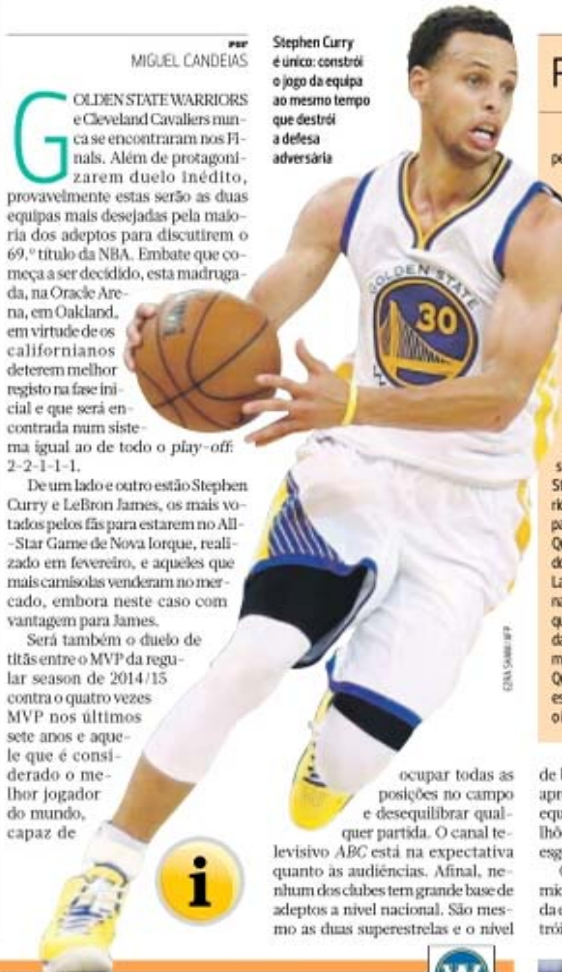 POR
MIGUEL CANDEIAS
GOLDEN STATE WARRIORS
e Cleveland Cavaliers nun-
ca se encontraram nos Fi-
nals. Além de protagoni-
zarem duelo inédito,
provavelmente estas serão as duas
equipas mais desejadas pela maio-
ria dos adeptos para discutirem o
69.º título da NBA. Embate que co-
meça a ser decidido, esta madruga-
da, na Oracle Are-
na, em Oakland,
em virtude de os
californianos
deterem melhor
registo na fase ini-
cial e que será en-
contrada num siste-
ma igual ao de todo o play-off:
2-2-1-1-1.
De um lado e outro estão Stephen
Curry e LeBron James, os mais vo-
tados pelos fãs para estarem no All-
-Star Game de Nova Iorque, reali-
zado em fevereiro, e aqueles que
mais camisolas venderam no mer-
cado, embora neste caso com
vantagem para James.
Será também o duelo de
titãs entre o MVP da regu-
lar season de 2014/15
contra o quatro vezes
MVP nos últimos
sete anos e aque-
le que é consi-
derado o me-
lhor jogador
do mundo,
capaz de
Stephen Curry
é único: constrói
o jogo da equipa
ao mesmo tempo
que destrói
a defesa
adversária
GOLDEN STATE
30
EZRA SHAW/AFP
ocupar todas as
posições no campo
e desequilibrar qual-
quer partida. O canal te-
levisivo ABC está na expectativa
quanto às audiências. Afinal, ne-
nhum dos clubes tem grande base de
adeptos a nível nacional. São mes-
mo as duas superestrelas e o nível
i